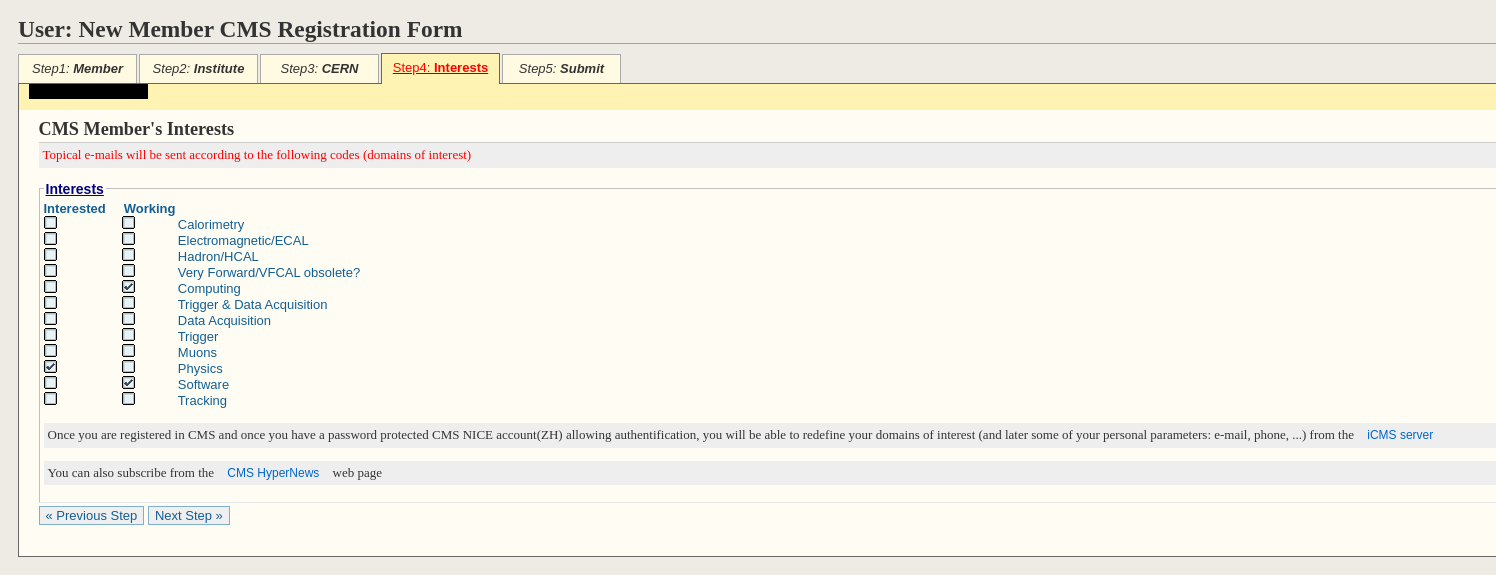 User: New Member CMS Registration Form
Step1: Member Step2: Institute Step3: CERN Step4: Interests Step5: Submit
CMS Member's Interests
Topical e-mails will be sent according to the following codes (domains of interest)
Interests
Interested Working
Calorimetry
Electromagnetic/ECAL
Hadron/HCAL
Very Forward/VFCAL obsolete?
Computing
Trigger & Data Acquisition
Data Acquisition
Trigger
Muons
Physics
Software
Tracking
Once you are registered in CMS and once you have a password protected CMS NICE account(ZH) allowing authentification, you will be able to redefine your domains of interest (and later some of your personal parameters: e-mail, phone, ...) from the iCMS server
You can also subscribe from the CMS HyperNews web page
« Previous Step Next Step »